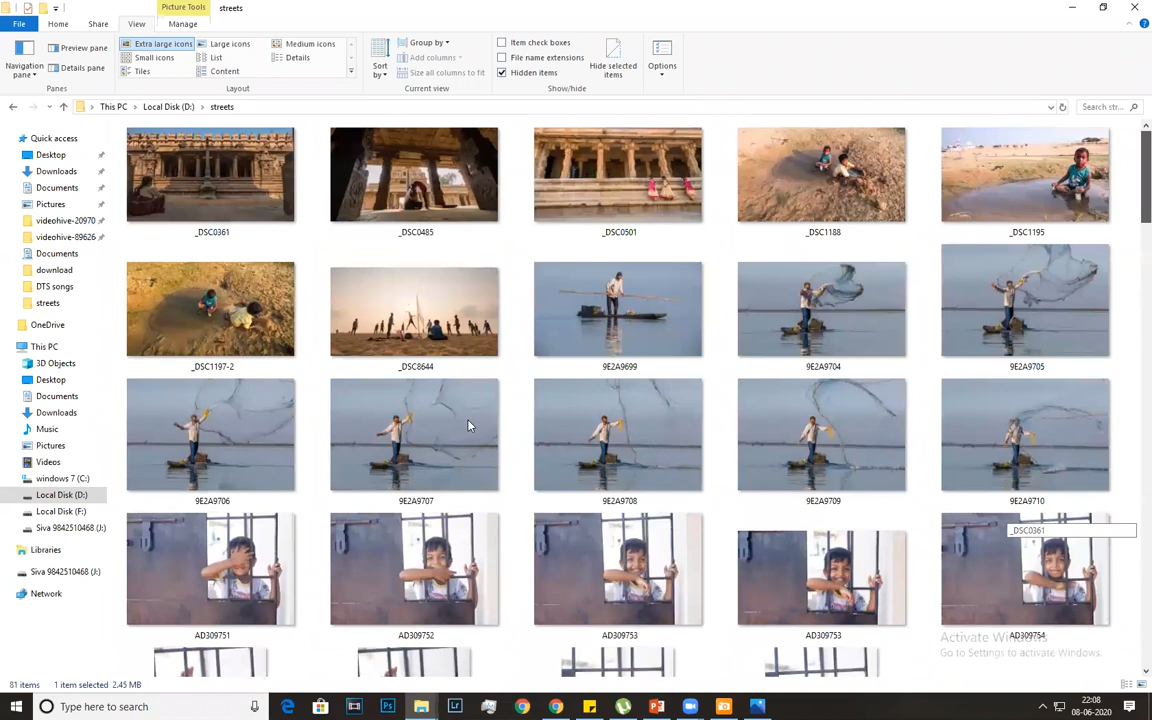 Picture Tools
streets
File
Home
Share
View
Manage
Navigation pane
Preview pane
Details pane
Panes
Extra large icons
Large icons
Medium icons
Small icons
List
Details
Tiles
Content
Layout
Sort by
Group by
Add columns
Size all columns to fit
Current view
Item check boxes
File name extensions
Hidden items
Hide selected items
Show/hide
Options
This PC
Local Disk (D:)
streets
Search str...
Quick access
Desktop
Downloads
Documents
Pictures
videohive-20970
videohive-89626
Documents
download
DTS songs
streets
OneDrive
This PC
3D Objects
Desktop
Documents
Downloads
Music
Pictures
Videos
windows 7 (C:)
Local Disk (D:)
Local Disk (F:)
Siva 9842510468 (J:)
Libraries
Siva 9842510468 (J:)
Network
_DSC0361
_DSC0485
_DSC0501
_DSC1188
_DSC1195
_DSC1197-2
_DSC8644
9E2A9699
9E2A9704
9E2A9705
9E2A9706
9E2A9707
9E2A9708
9E2A9709
9E2A9710
_DSC0361
AD309751
AD309752
AD309753
AD309753
AD309754
Activate Windows
Go to Settings to activate Windows.
81 items
1 item selected 2.45 MB
Type here to search
22:08
08-06-2020